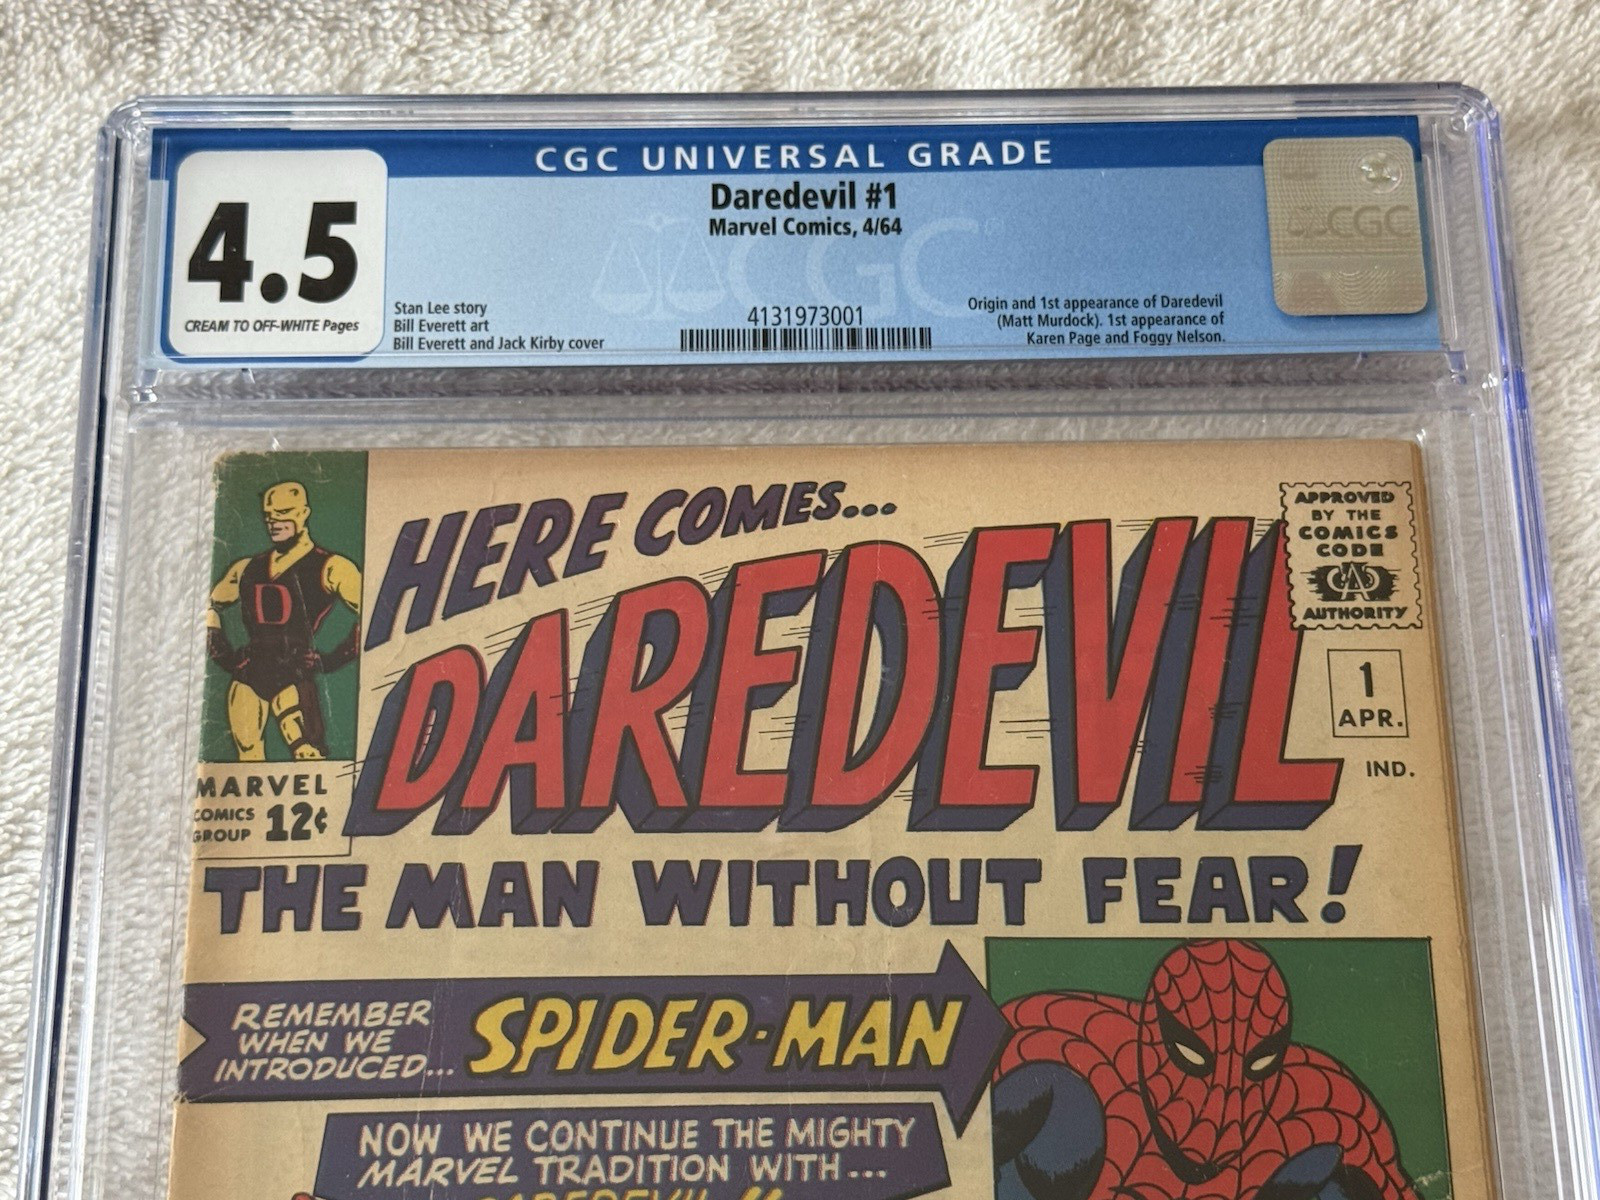 CGC UNIVERSAL GRADE
4.5
CREAM TO OFF-WHITE Pages
Daredevil #1
Marvel Comics, 4/64
CGC
Stan Lee story
Bill Everett art
Bill Everett and Jack Kirby cover
4131973001
Origin and 1st appearance of Daredevil
(Matt Murdock). 1st appearance of
Karen Page and Foggy Nelson.
CGC
D
HERE COMES...
DAREDEVIL
APPROVED
BY THE
COMICS
CODE
CA
AUTHORITY
1
APR.
IND.
MARVEL
COMICS
GROUP 12¢
THE MAN WITHOUT FEAR!
REMEMBER
WHEN WE
INTRODUCED...
SPIDER-MAN
NOW WE CONTINUE THE MIGHTY
MARVEL TRADITION WITH...
DAREDEVIL